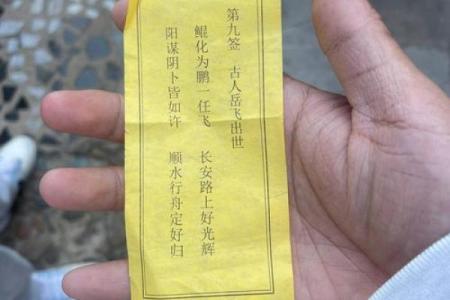 第九签 古人岳飞出世
鲲化为鹏一任飞 长安路上好光辉
阳谋阴卜皆如许 顺水行舟定好归